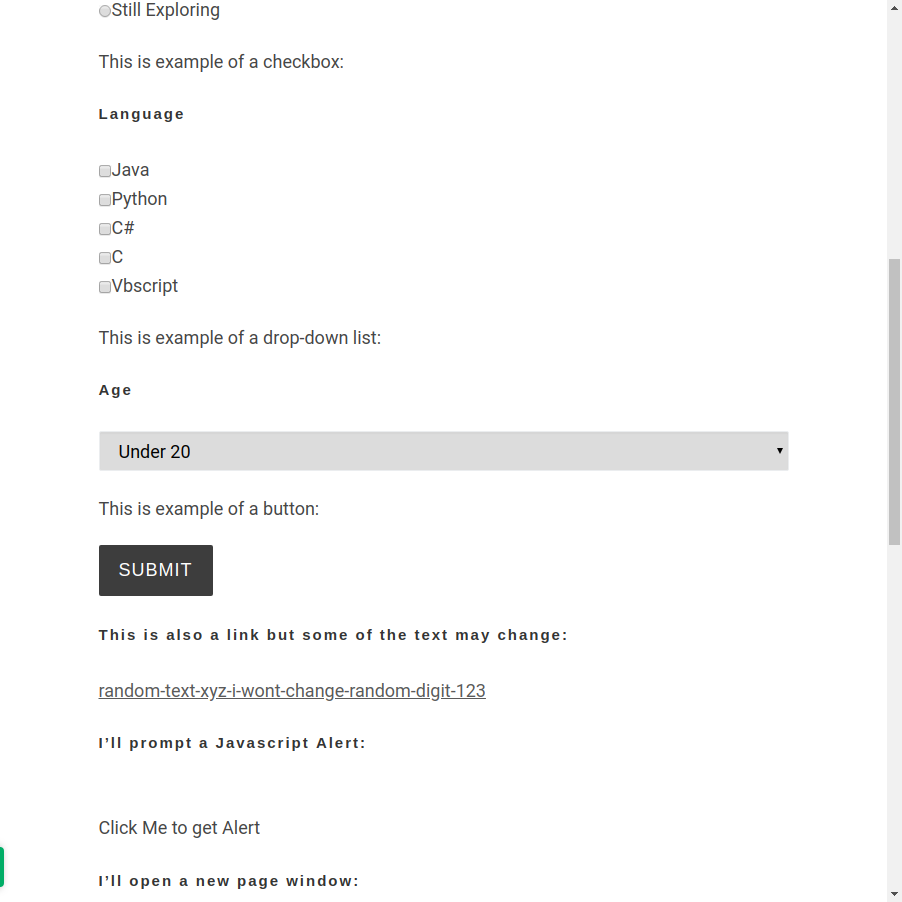 Still Exploring
This is example of a checkbox:
Language
Java
Python
C#
C
Vbscript
This is example of a drop-down list:
Age
Under 20
This is example of a button:
SUBMIT
This is also a link but some of the text may change:
random-text-xyz-i-wont-change-random-digit-123
I’ll prompt a Javascript Alert:
Click Me to get Alert
I’ll open a new page window: